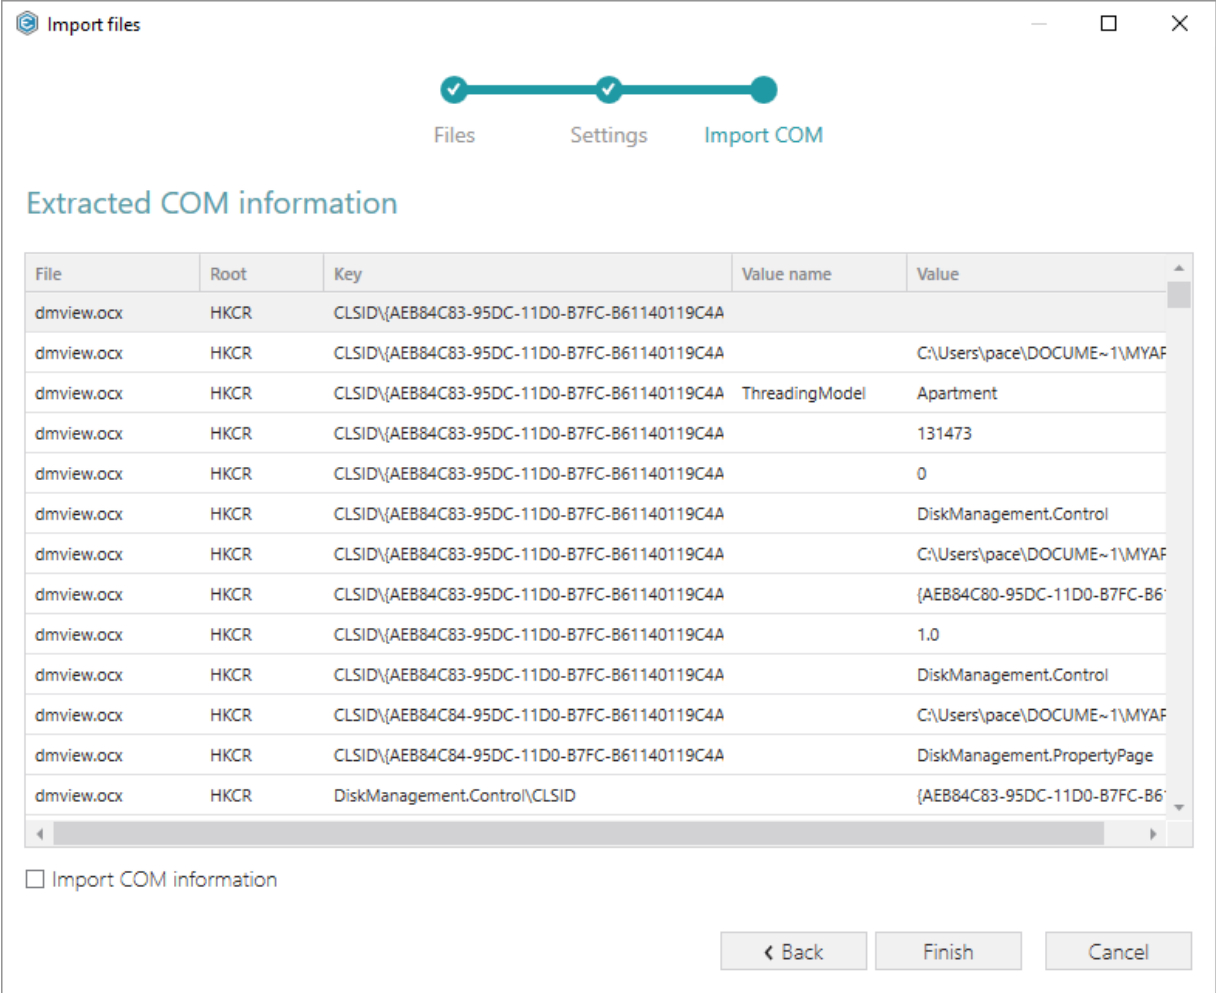 Import files
Files Settings Import COM
Extracted COM information
File Root Key Value name Value
dmview.ocx HKCR CLSID\{AEB84C83-95DC-11D0-B7FC-B61140119C4A
dmview.ocx HKCR CLSID\{AEB84C83-95DC-11D0-B7FC-B61140119C4A C:\Users\pace\DOCUME~1\MYAP
dmview.ocx HKCR CLSID\{AEB84C83-95DC-11D0-B7FC-B61140119C4A ThreadingModel Apartment
dmview.ocx HKCR CLSID\{AEB84C83-95DC-11D0-B7FC-B61140119C4A 131473
dmview.ocx HKCR CLSID\{AEB84C83-95DC-11D0-B7FC-B61140119C4A 0
dmview.ocx HKCR CLSID\{AEB84C83-95DC-11D0-B7FC-B61140119C4A DiskManagement.Control
dmview.ocx HKCR CLSID\{AEB84C83-95DC-11D0-B7FC-B61140119C4A C:\Users\pace\DOCUME~1\MYAP
dmview.ocx HKCR CLSID\{AEB84C83-95DC-11D0-B7FC-B61140119C4A {AEB84C80-95DC-11D0-B7FC-B61
dmview.ocx HKCR CLSID\{AEB84C83-95DC-11D0-B7FC-B61140119C4A 1.0
dmview.ocx HKCR CLSID\{AEB84C83-95DC-11D0-B7FC-B61140119C4A DiskManagement.Control
dmview.ocx HKCR CLSID\{AEB84C84-95DC-11D0-B7FC-B61140119C4A C:\Users\pace\DOCUME~1\MYAP
dmview.ocx HKCR CLSID\{AEB84C84-95DC-11D0-B7FC-B61140119C4A DiskManagement.PropertyPage
dmview.ocx HKCR DiskManagement.Control\CLSID {AEB84C83-95DC-11D0-B7FC-B61
Import COM information
Back Finish Cancel